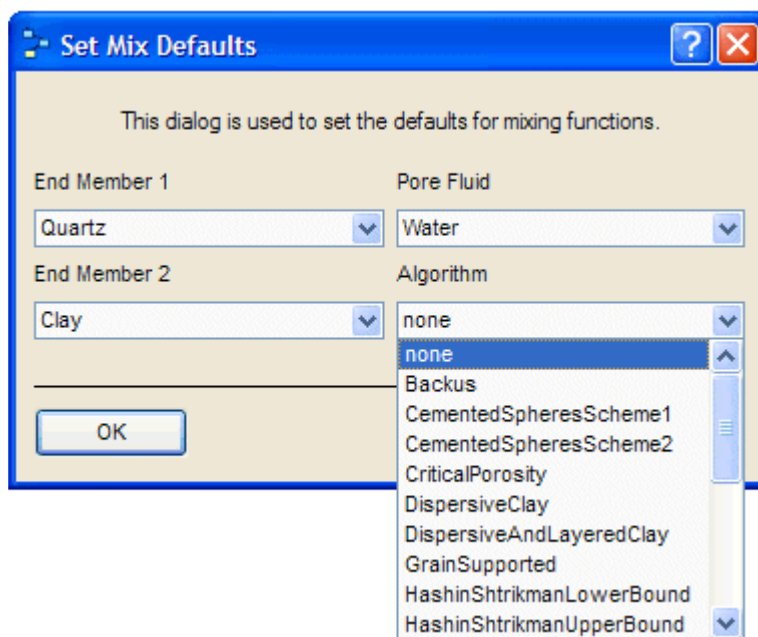 Set Mix Defaults
This dialog is used to set the defaults for mixing functions.
End Member 1
Pore Fluid
Quartz
Water
End Member 2
Algorithm
Clay
none
none
Backus
CementedSpheresScheme1
CementedSpheresScheme2
CriticalPorosity
DispersiveClay
DispersiveAndLayeredClay
GrainSupported
HashinShtrikmanLowerBound
HashinShtrikmanUpperBound
OK